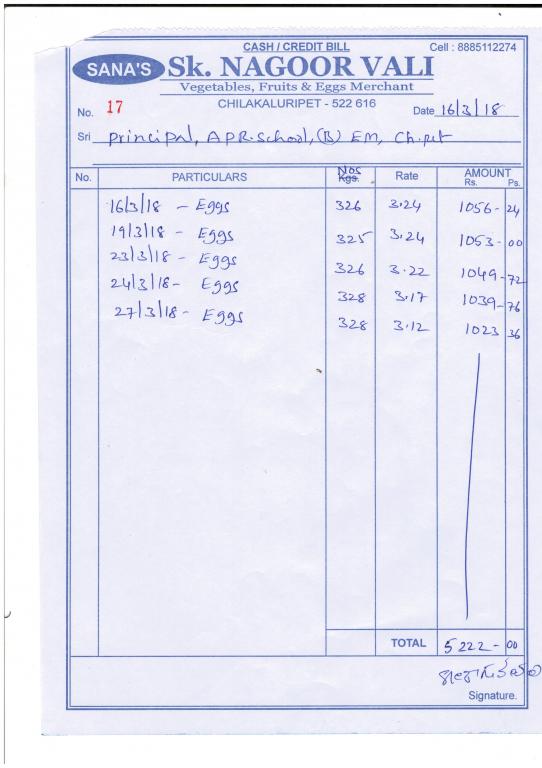 CASH / CREDIT BILL Cell : 8885112274
SANA'S Sk. NAGOOR VALI
Vegetables, Fruits & Eggs Merchant
No. 17 CHILAKALURIPET - 522 616 Date 16/3/18
Sri Principal, A P R. School, (B) EM, Ch.pet
No. PARTICULARS Nos Kgs. Rate AMOUNT Rs. Ps.
16/3/18 - Eggs 326 3.24 1056- 24
19/3/18 - Eggs 325 3.24 1053- 00
23/3/18 - Eggs 326 3.22 1049- 72
24/3/18 - Eggs 328 3.17 1039- 76
27/3/18 - Eggs 328 3.12 1023 36
TOTAL 5222- 00
Signature.